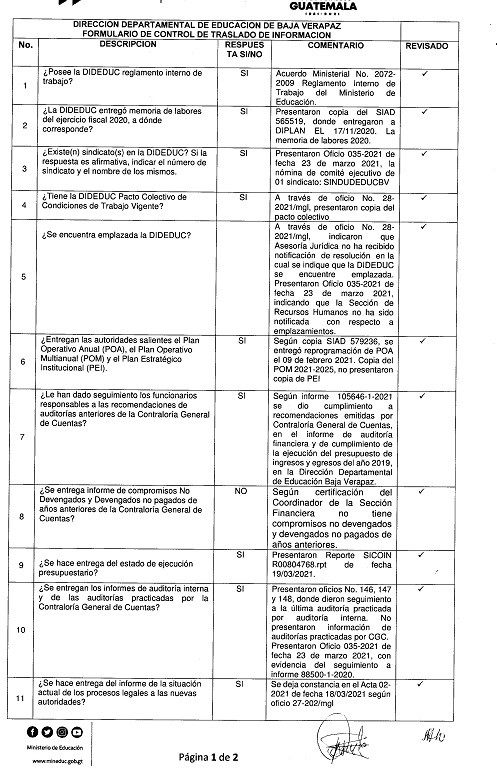 GUATEMALA
DIRECCION DEPARTAMENTAL DE EDUCACION DE BAJA VERAPAZ
FORMULARIO DE CONTROL DE TRASLADO DE INFORMACION
No.
DESCRIPCION
RESPUES
TA SI/NO
COMENTARIO
REVISADO
1
¿Posee la DIDEDUC reglamento interno de
trabajo?
SI
Acuerdo Ministerial No. 2072-
2009 Reglamento Interno de
Trabajo del Ministerio de
Educación.
✓
2
¿La DIDEDUC entregó memoria de labores
del ejercicio fiscal 2020, a dónde
corresponde?
SI
Presentaron copia del SIAD
565519, donde entregaron a
DIPLAN EL 17/11/2020. La
memoria de labores 2020.
✓
3
¿Existe(n) sindicato(s) en la DIDEDUC? Si la
respuesta es afirmativa, indicar el número de
sindicato y el nombre de los mismos.
SI
Presentaron Oficio 035-2021 de
fecha 23 de marzo 2021, la
nómina de comité ejecutivo de
01 sindicato: SINDUDEDUCBV
✓
4
¿Tiene la DIDEDUC Pacto Colectivo de
Condiciones de Trabajo Vigente?
SI
A través de oficio No. 28-
2021/mgl, presentaron copia del
pacto colectivo
✓
5
¿Se encuentra emplazada la DIDEDUC?
A través de oficio No. 28-
2021/mgl, indicaron que
Asesoría Jurídica no ha recibido
notificación de resolución en la
cual se indique que la DIDEDUC
se encuentre emplazada.
Presentaron Oficio 035-2021 de
fecha 23 de marzo 2021,
indicando que la Sección de
Recursos Humanos no ha sido
notificada con respecto a
emplazamientos.
✓
6
¿Entregan las autoridades salientes el Plan
Operativo Anual (POA), el Plan Operativo
Multianual (POM) y el Plan Estratégico
Institucional (PEI).
SI
Según copia SIAD 579236, se
entregó reprogramación de POA
el 09 de febrero 2021. Copia del
POM 2021-2025, no presentaron
copia de PEI
✓
7
¿Le han dado seguimiento los funcionarios
responsables a las recomendaciones de
auditorías anteriores de la Contraloría General
de Cuentas?
SI
Según informe 105646-1-2021
se dio cumplimiento a
recomendaciones emitidas por
Contraloría General de Cuentas,
en el informe de auditoría
financiera y de cumplimiento de
la ejecución del presupuesto de
ingresos y egresos del año 2019,
en la Dirección Departamental
de Educación Baja Verapaz.
✓
8
¿Se entrega informe de compromisos No
Devengados y Devengados no pagados de
años anteriores de la Contraloría General de
Cuentas?
NO
Según certificación del
Coordinador de la Sección
Financiera no tiene
compromisos no devengados
y devengados no pagados de
años anteriores.
✓
9
¿Se hace entrega del estado de ejecución
presupuestario?
SI
Presentaron Reporte SICOIN
R00804768.rpt de fecha
19/03/2021.
✓
10
¿Se entregan los informes de auditoría interna
y de las auditorías practicadas por la
Contraloría General de Cuentas?
SI
Presentaron oficios No. 146, 147
y 148, donde dieron seguimiento
a la última auditoría practicada
por auditoría interna. No
presentaron información de
auditorías practicadas por CGC.
Presentaron Oficio 035-2021 de
fecha 23 de marzo 2021, con
evidencia del seguimiento a
informe 88500-1-2020.
✓
11
¿Se hace entrega del informe de la situación
actual de los procesos legales a las nuevas
autoridades?
SI
Se deja constancia en el Acta 02-
2021 de fecha 18/03/2021 según
oficio 27-202/mgl
✓
Ministerio de Educación
www.mineduc.gob.gt
Página 1 de 2